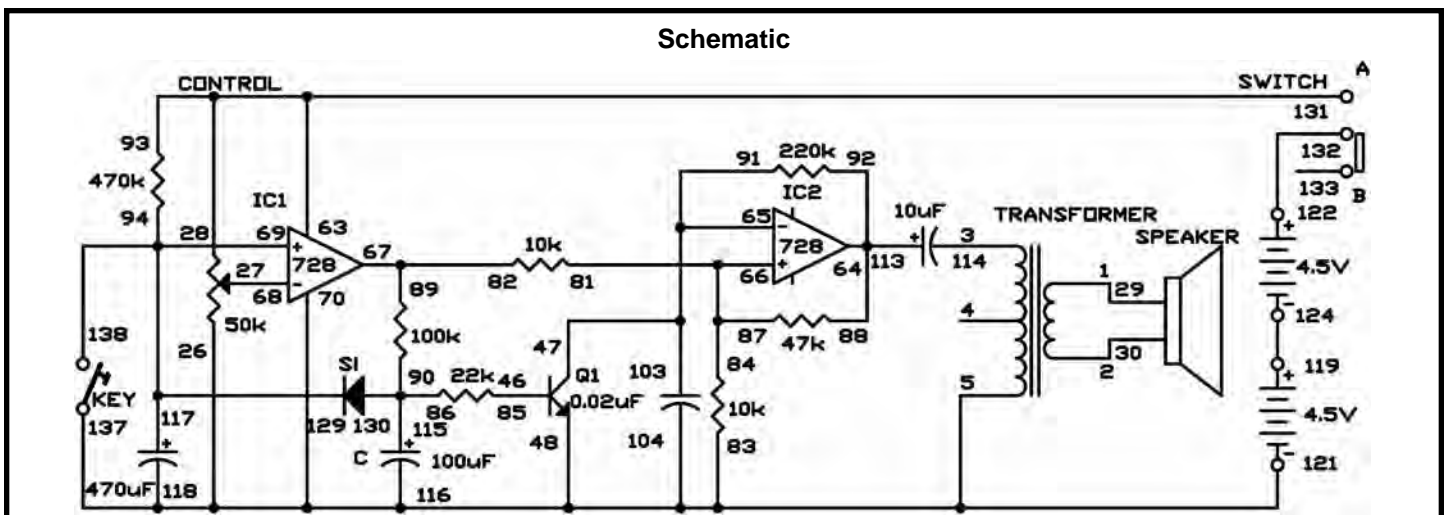 Schematic
CONTROL
SWITCH A
131
93
470k
94
91 220k 92
132
133 B
IC1
IC2
28 69 + 63
65 -
10uF
TRANSFORMER
122
+
SPEAKER
728 67
10k
728
+ 3
27
68 - 70
82 81
66 + 64 113 114
1
4.5V
89
29
-
50k
87 47k 88
4
124
138
26
100k
47
84
30
119
SI
90 22k 46
Q1
103
2
+
KEY
0.02uF
10k
5
4.5V
117
129 130
86 85
137
+
115
48
104
83
-
C + 100uF
121
470uF 118
116